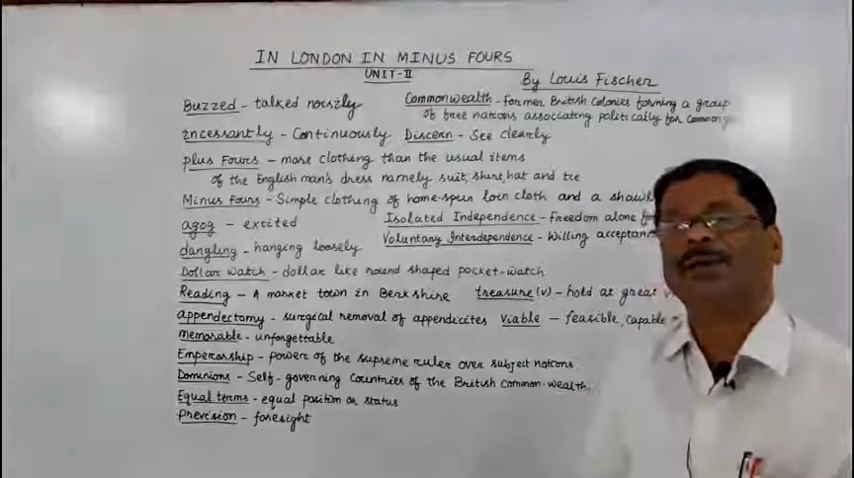 IN LONDON IN MINUS FOURS
UNIT-II
By Louis Fischer
Buzzed - talked noiszly
Commonwealth - Former British Colonies forming a group
of free nations associating politically for common
incessantly - Continuously
Discern - See clearly
plus Fours - more clothing than the usual items
of the English man's dress namely suit, shirt, hat and tie
Minus fours - Simple clothing of home-spun loin cloth and a shawl
agog - excited
Isolated Independence - Freedom alone
dangling - hanging loosely
Voluntary Interdependence - Willing acceptan
Dollar Watch - dollar like round shaped pocket-watch
Reading - A market town in Berkshire
treasure (v) - hold at great
appendectomy - surgical removal of appendicites
Viable - feasible, capable
memorable - unforgettable
Emperorship - power of the supreme ruler over subject nations
Dominions - Self-governing Countries of the British Common-wealth.
Equal terms - equal position or status
Prevision - foresight